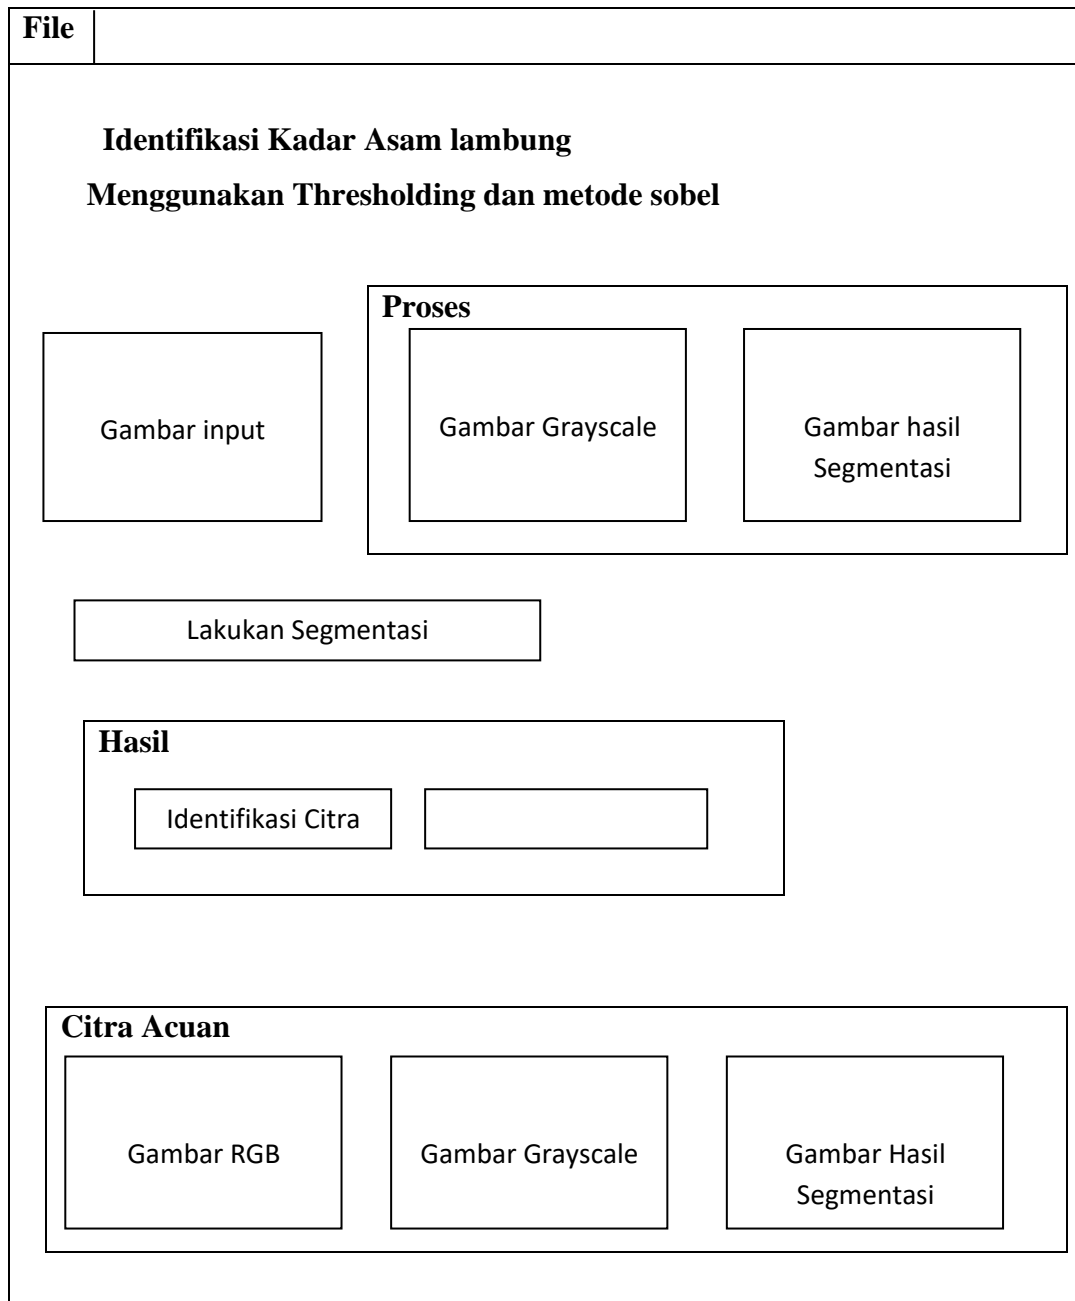 File
Identifikasi Kadar Asam lambung
Menggunakan Thresholding dan metode sobel
Proses
Gambar input
Gambar Grayscale
Gambar hasil
Segmentasi
Lakukan Segmentasi
Hasil
Identifikasi Citra
Citra Acuan
Gambar RGB
Gambar Grayscale
Gambar Hasil
Segmentasi